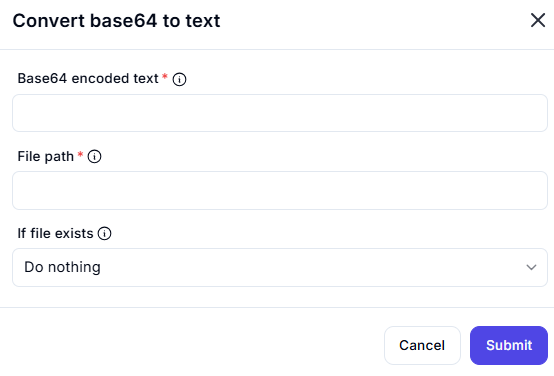 Convert base64 to text
Base64 encoded text *
File path *
If file exists
Do nothing
Cancel Submit